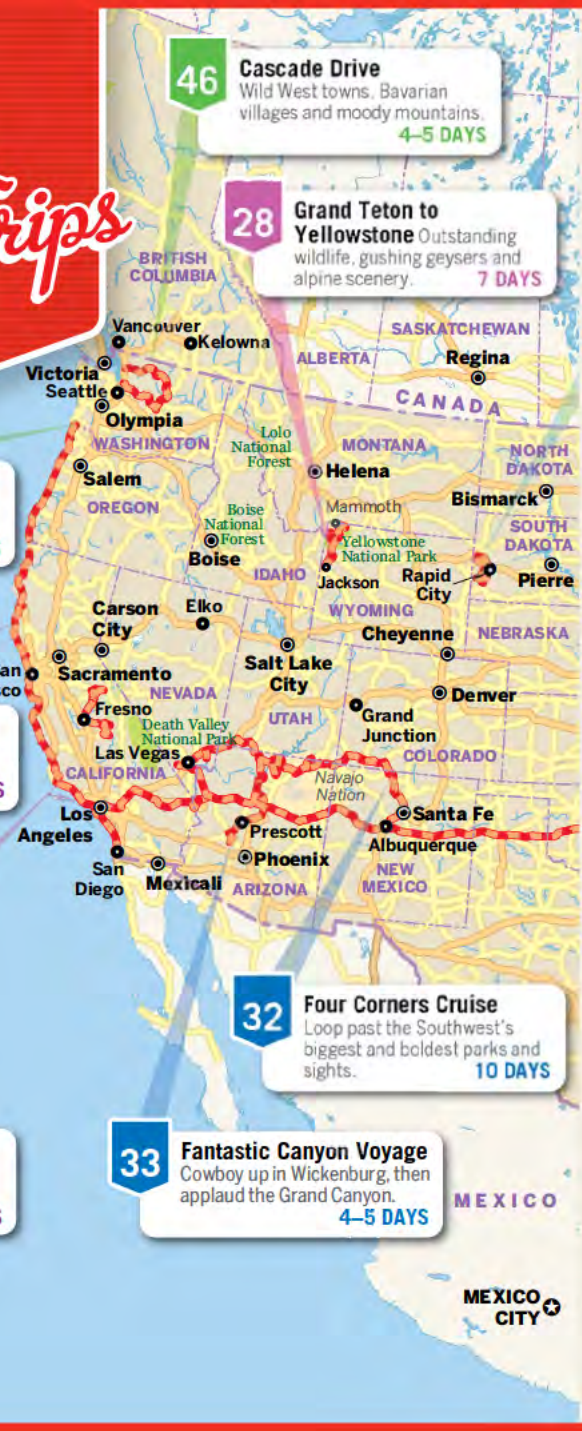 46
Cascade Drive
Wild West towns, Bavarian
villages and moody mountains.
4–5 DAYS
28
Grand Teton to
Yellowstone Outstanding
wildlife, gushing geysers and
alpine scenery. 7 DAYS
rips
BRITISH
COLUMBIA
Vancouver
Kelowna
SASKATCHEWAN
ALBERTA
Regina
Victoria
Seattle
CANADA
Olympia
WASHINGTON
Lolo
National
Forest
MONTANA
NORTH
DAKOTA
Salem
Helena
OREGON
Boise
National
Forest
Mammoth
Bismarck
SOUTH
DAKOTA
Boise
Yellowstone
National Park
IDAHO
Jackson
Rapid
City
Pierre
WYOMING
Carson
City
Elko
Cheyenne
NEBRASKA
an
sco
Sacramento
Salt Lake
City
NEVADA
Denver
Fresno
UTAH
Grand
Junction
Death Valley
National Park
Las Vegas
COLORADO
CALIFORNIA
S
Navajo
Nation
Los
Angeles
Santa Fe
Prescott
Albuquerque
San
Diego
Phoenix
Mexicali
ARIZONA
NEW
MEXICO
32
Four Corners Cruise
Loop past the Southwest's
biggest and boldest parks and
sights. 10 DAYS
33
Fantastic Canyon Voyage
Cowboy up in Wickenburg, then
applaud the Grand Canyon.
4–5 DAYS
S
MEXICO
MEXICO
CITY